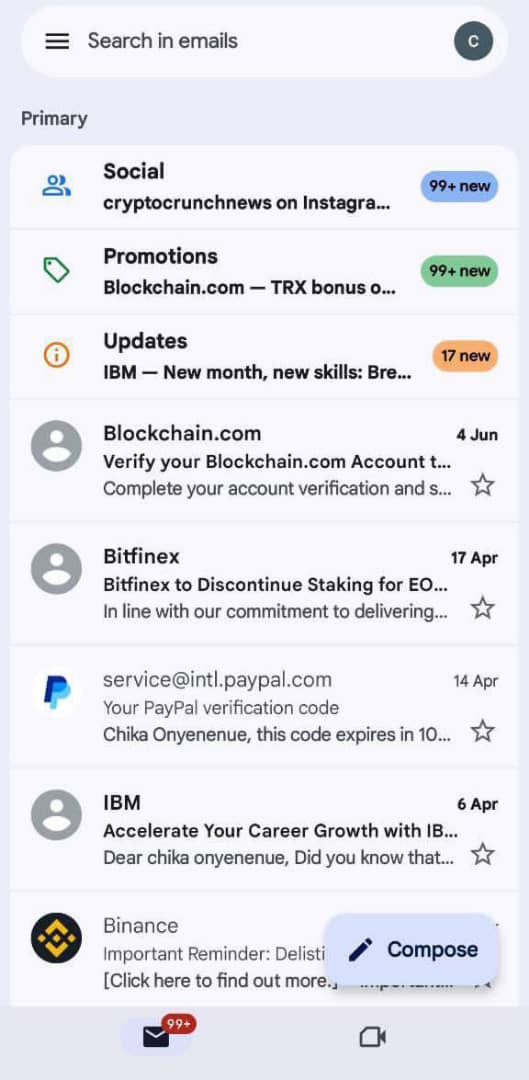 Search in emails
C
Primary
Social
99+ new
cryptocrunchnews on Instagra...
Promotions
99+ new
Blockchain.com — TRX bonus o...
Updates
17 new
IBM — New month, new skills: Bre...
Blockchain.com
4 Jun
Verify your Blockchain.com Account t...
Complete your account verification and s...
Bitfinex
17 Apr
Bitfinex to Discontinue Staking for EO...
In line with our commitment to delivering...
service@intl.paypal.com
14 Apr
Your PayPal verification code
Chika Onyenenue, this code expires in 10...
IBM
6 Apr
Accelerate Your Career Growth with IB...
Dear chika onyenenue, Did you know that...
Binance
Important Reminder: Delisti
Compose
[Click here to find out more.]
99+